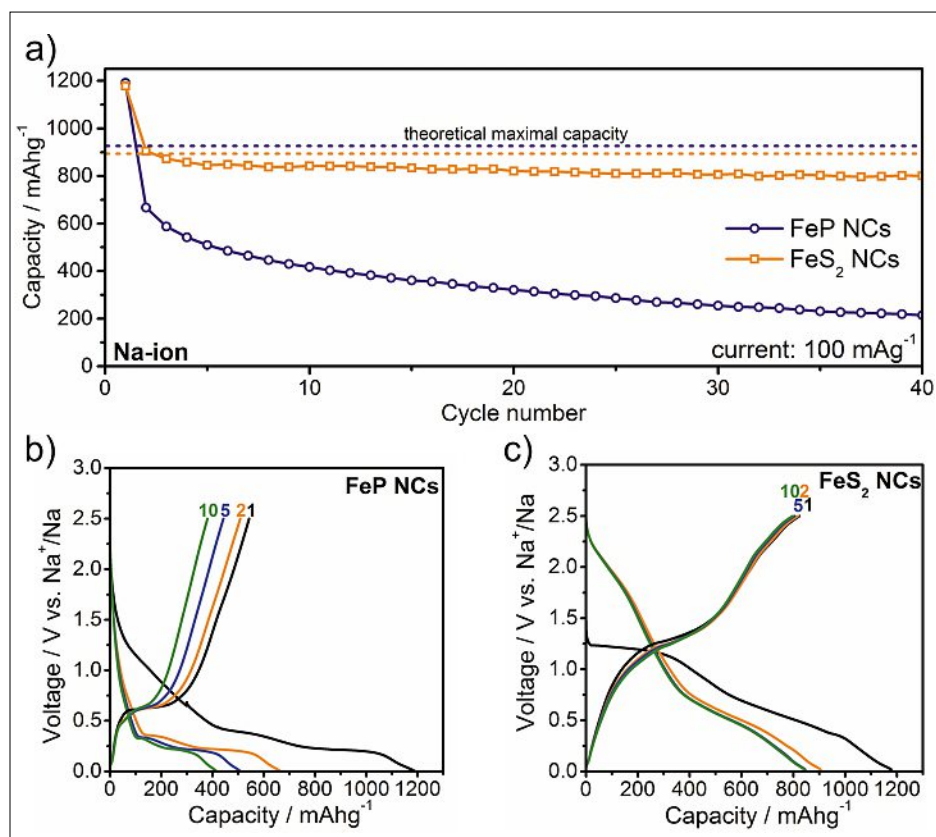 a)
1200
1000
800
600
400
200
0
Capacity / mAhg⁻¹
theoretical maximal capacity
FeP NCs
FeS₂ NCs
Na-ion
current: 100 mAg⁻¹
0 10 20 30 40
Cycle number
b)
3.0
2.5
2.0
1.5
1.0
0.5
0.0
Voltage / V vs. Na⁺/Na
FeP NCs
10 5 2 1
0 200 400 600 800 1000 1200
Capacity / mAhg⁻¹
c)
3.0
2.5
2.0
1.5
1.0
0.5
0.0
Voltage / V vs. Na⁺/Na
FeS₂ NCs
10 2
5 1
0 200 400 600 800 1000 1200
Capacity / mAhg⁻¹